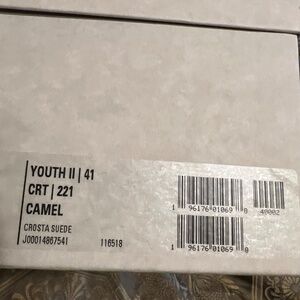 YOUTH II | 41
CRT | 221
CAMEL
CROSTA SUEDE
J00014867541 116518
1 96176 01069 8 49002
1 96176 01069 8